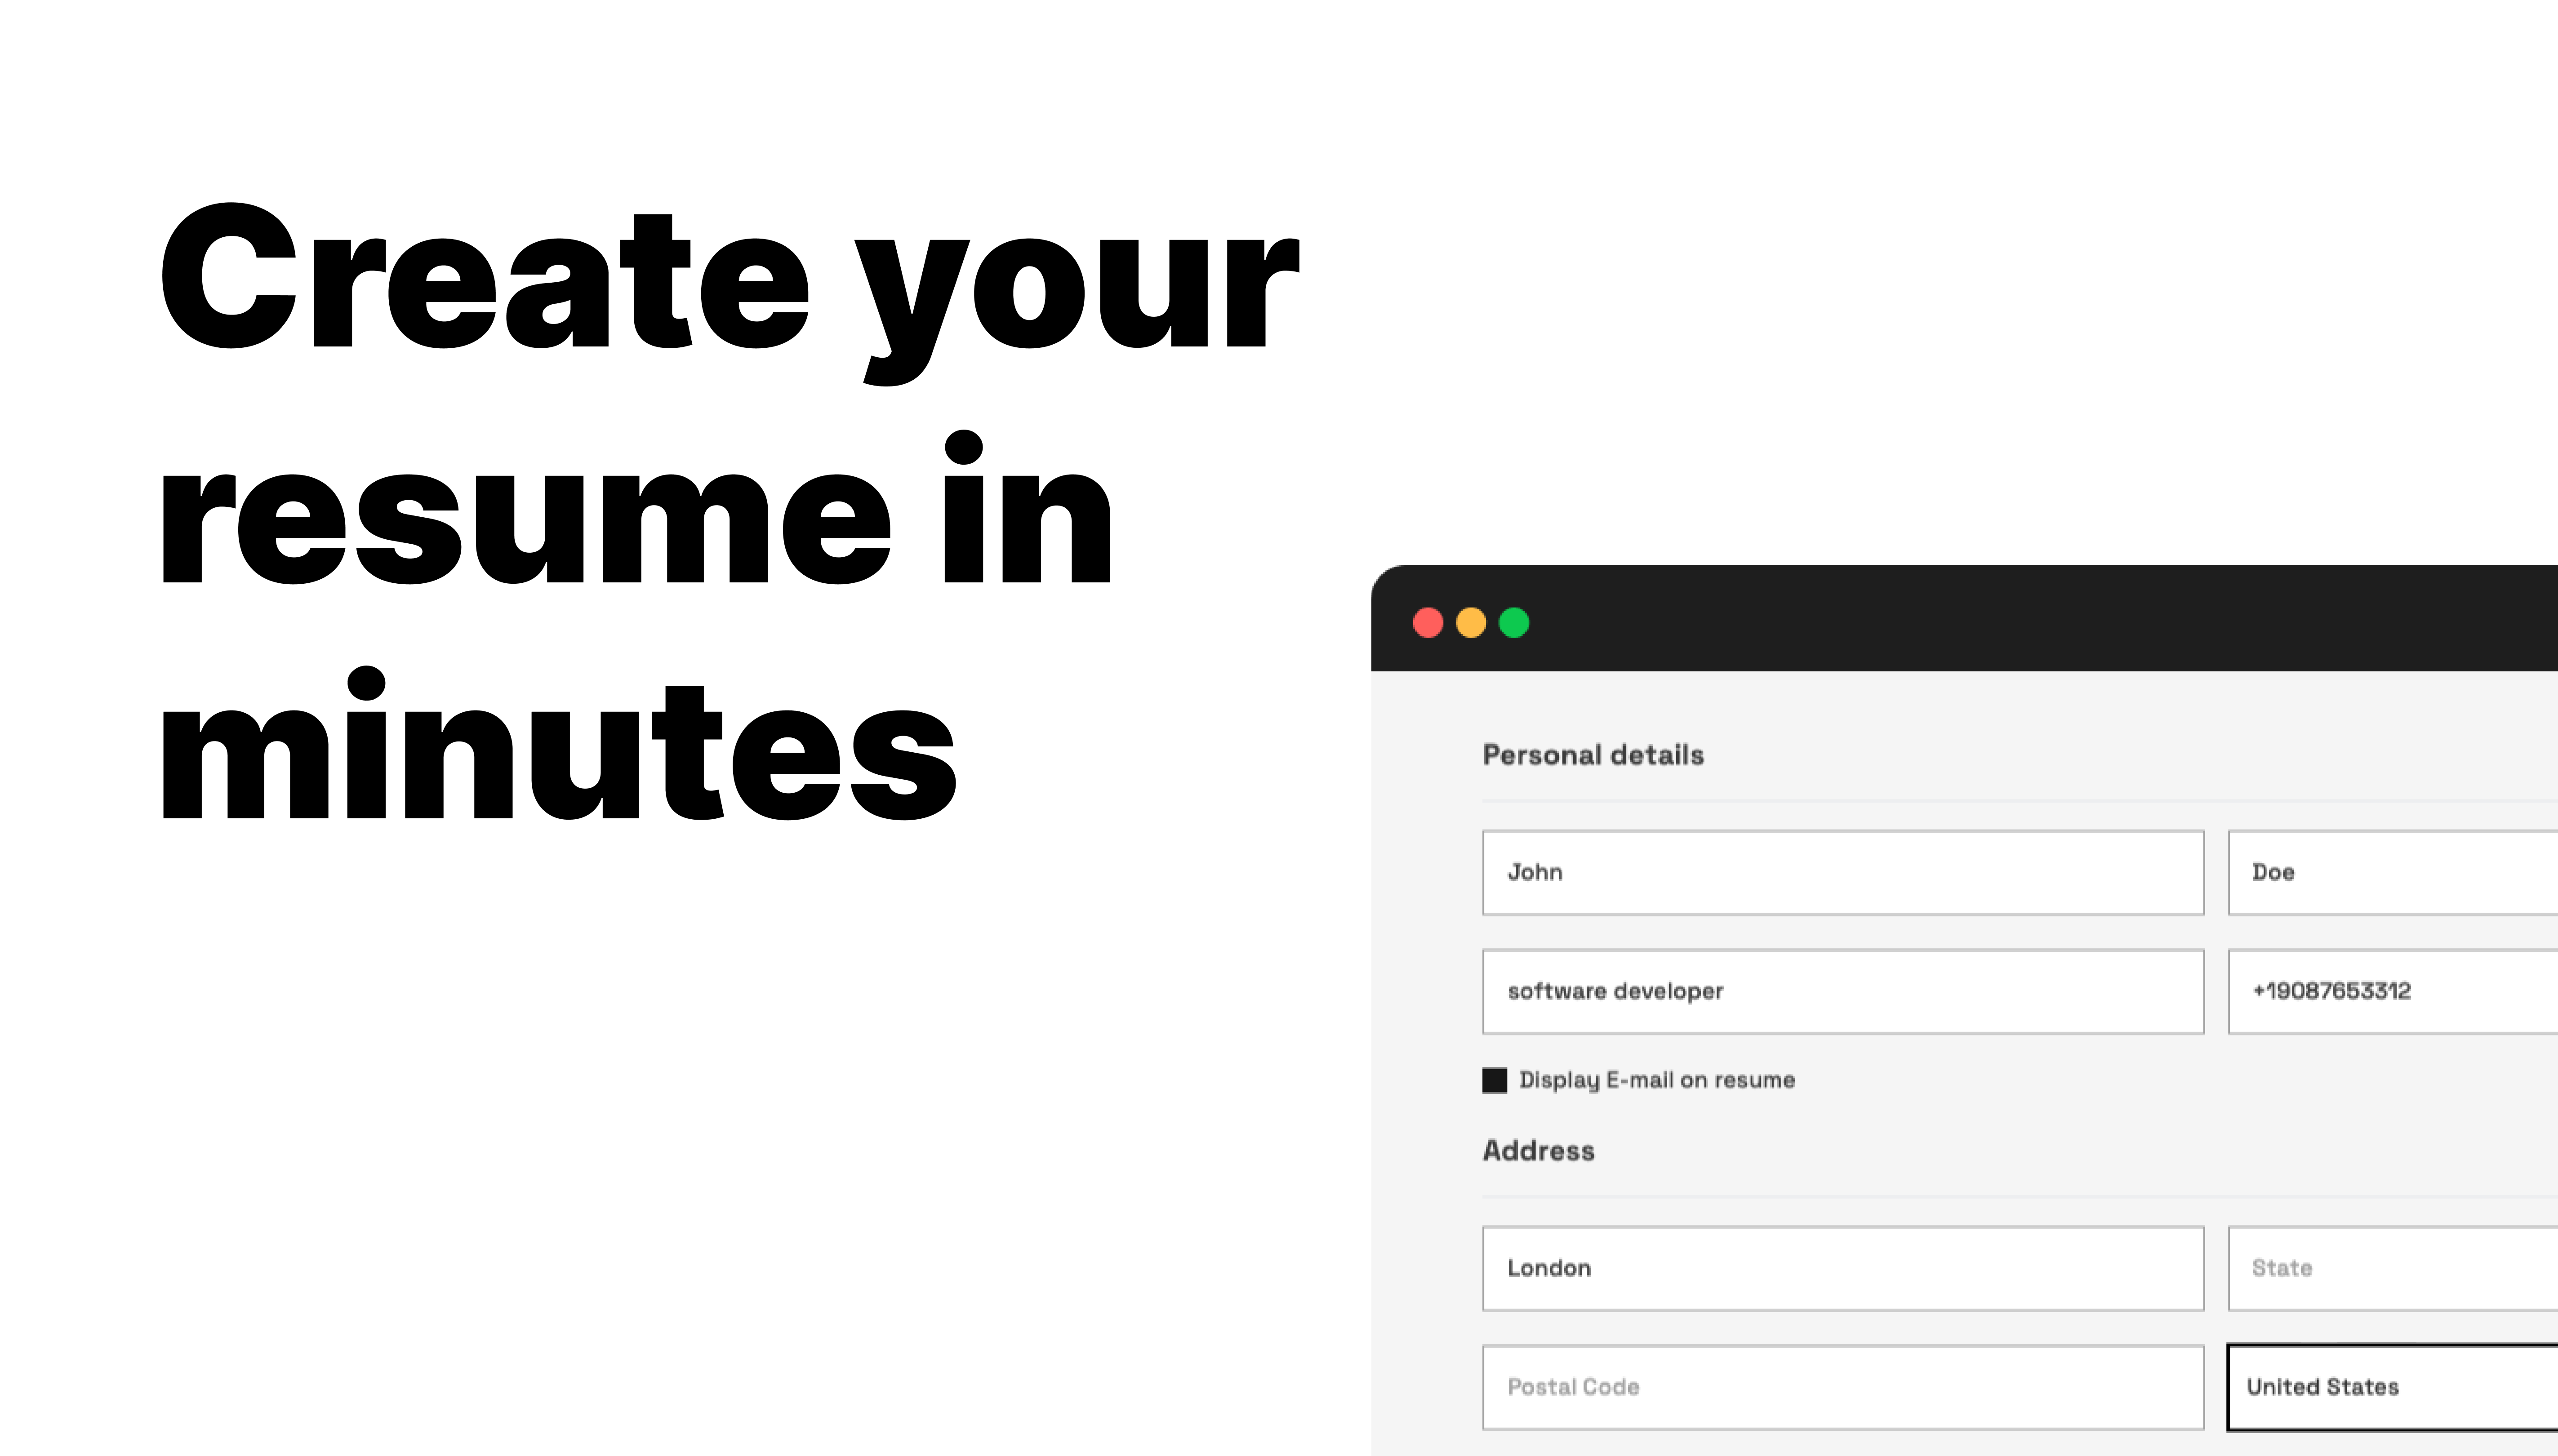 Create your
resume in
minutes
Personal details
John
Doe
software developer
+19087653312
Display E-mail on resume
Address
London
State
Postal Code
United States